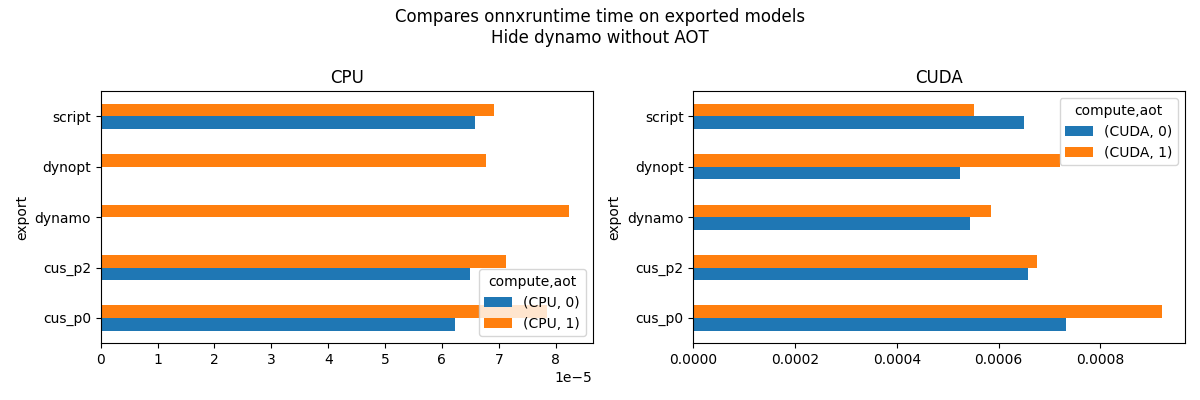 Compares onnxruntime time on exported models
Hide dynamo without AOT
CPU
export
script
dynopt
dynamo
cus_p2
cus_p0
compute,aot
(CPU, 0)
(CPU, 1)
0 1 2 3 4 5 6 7 8
1e−5
CUDA
export
script
dynopt
dynamo
cus_p2
cus_p0
compute,aot
(CUDA, 0)
(CUDA, 1)
0.0000 0.0002 0.0004 0.0006 0.0008